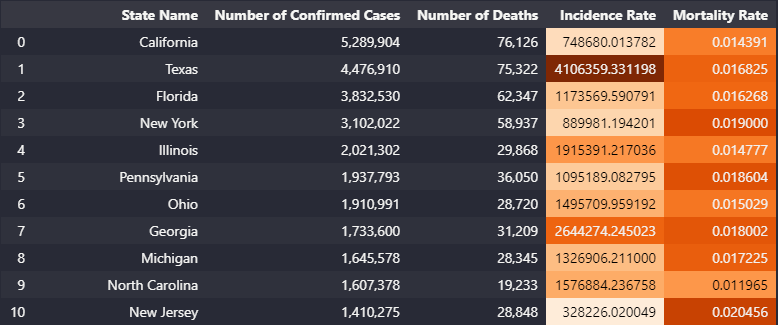 State Name Number of Confirmed Cases Number of Deaths Incidence Rate Mortality Rate
0 California 5,289,904 76,126 748680.013782 0.014391
1 Texas 4,476,910 75,322 4106359.331198 0.016825
2 Florida 3,832,530 62,347 1173569.590791 0.016268
3 New York 3,102,022 58,937 889981.194201 0.019000
4 Illinois 2,021,302 29,868 1915391.217036 0.014777
5 Pennsylvania 1,937,793 36,050 1095189.082795 0.018604
6 Ohio 1,910,991 28,720 1495709.959192 0.015029
7 Georgia 1,733,600 31,209 2644274.245023 0.018002
8 Michigan 1,645,578 28,345 1326906.211000 0.017225
9 North Carolina 1,607,378 19,233 1576884.236758 0.011965
10 New Jersey 1,410,275 28,848 328226.020049 0.020456